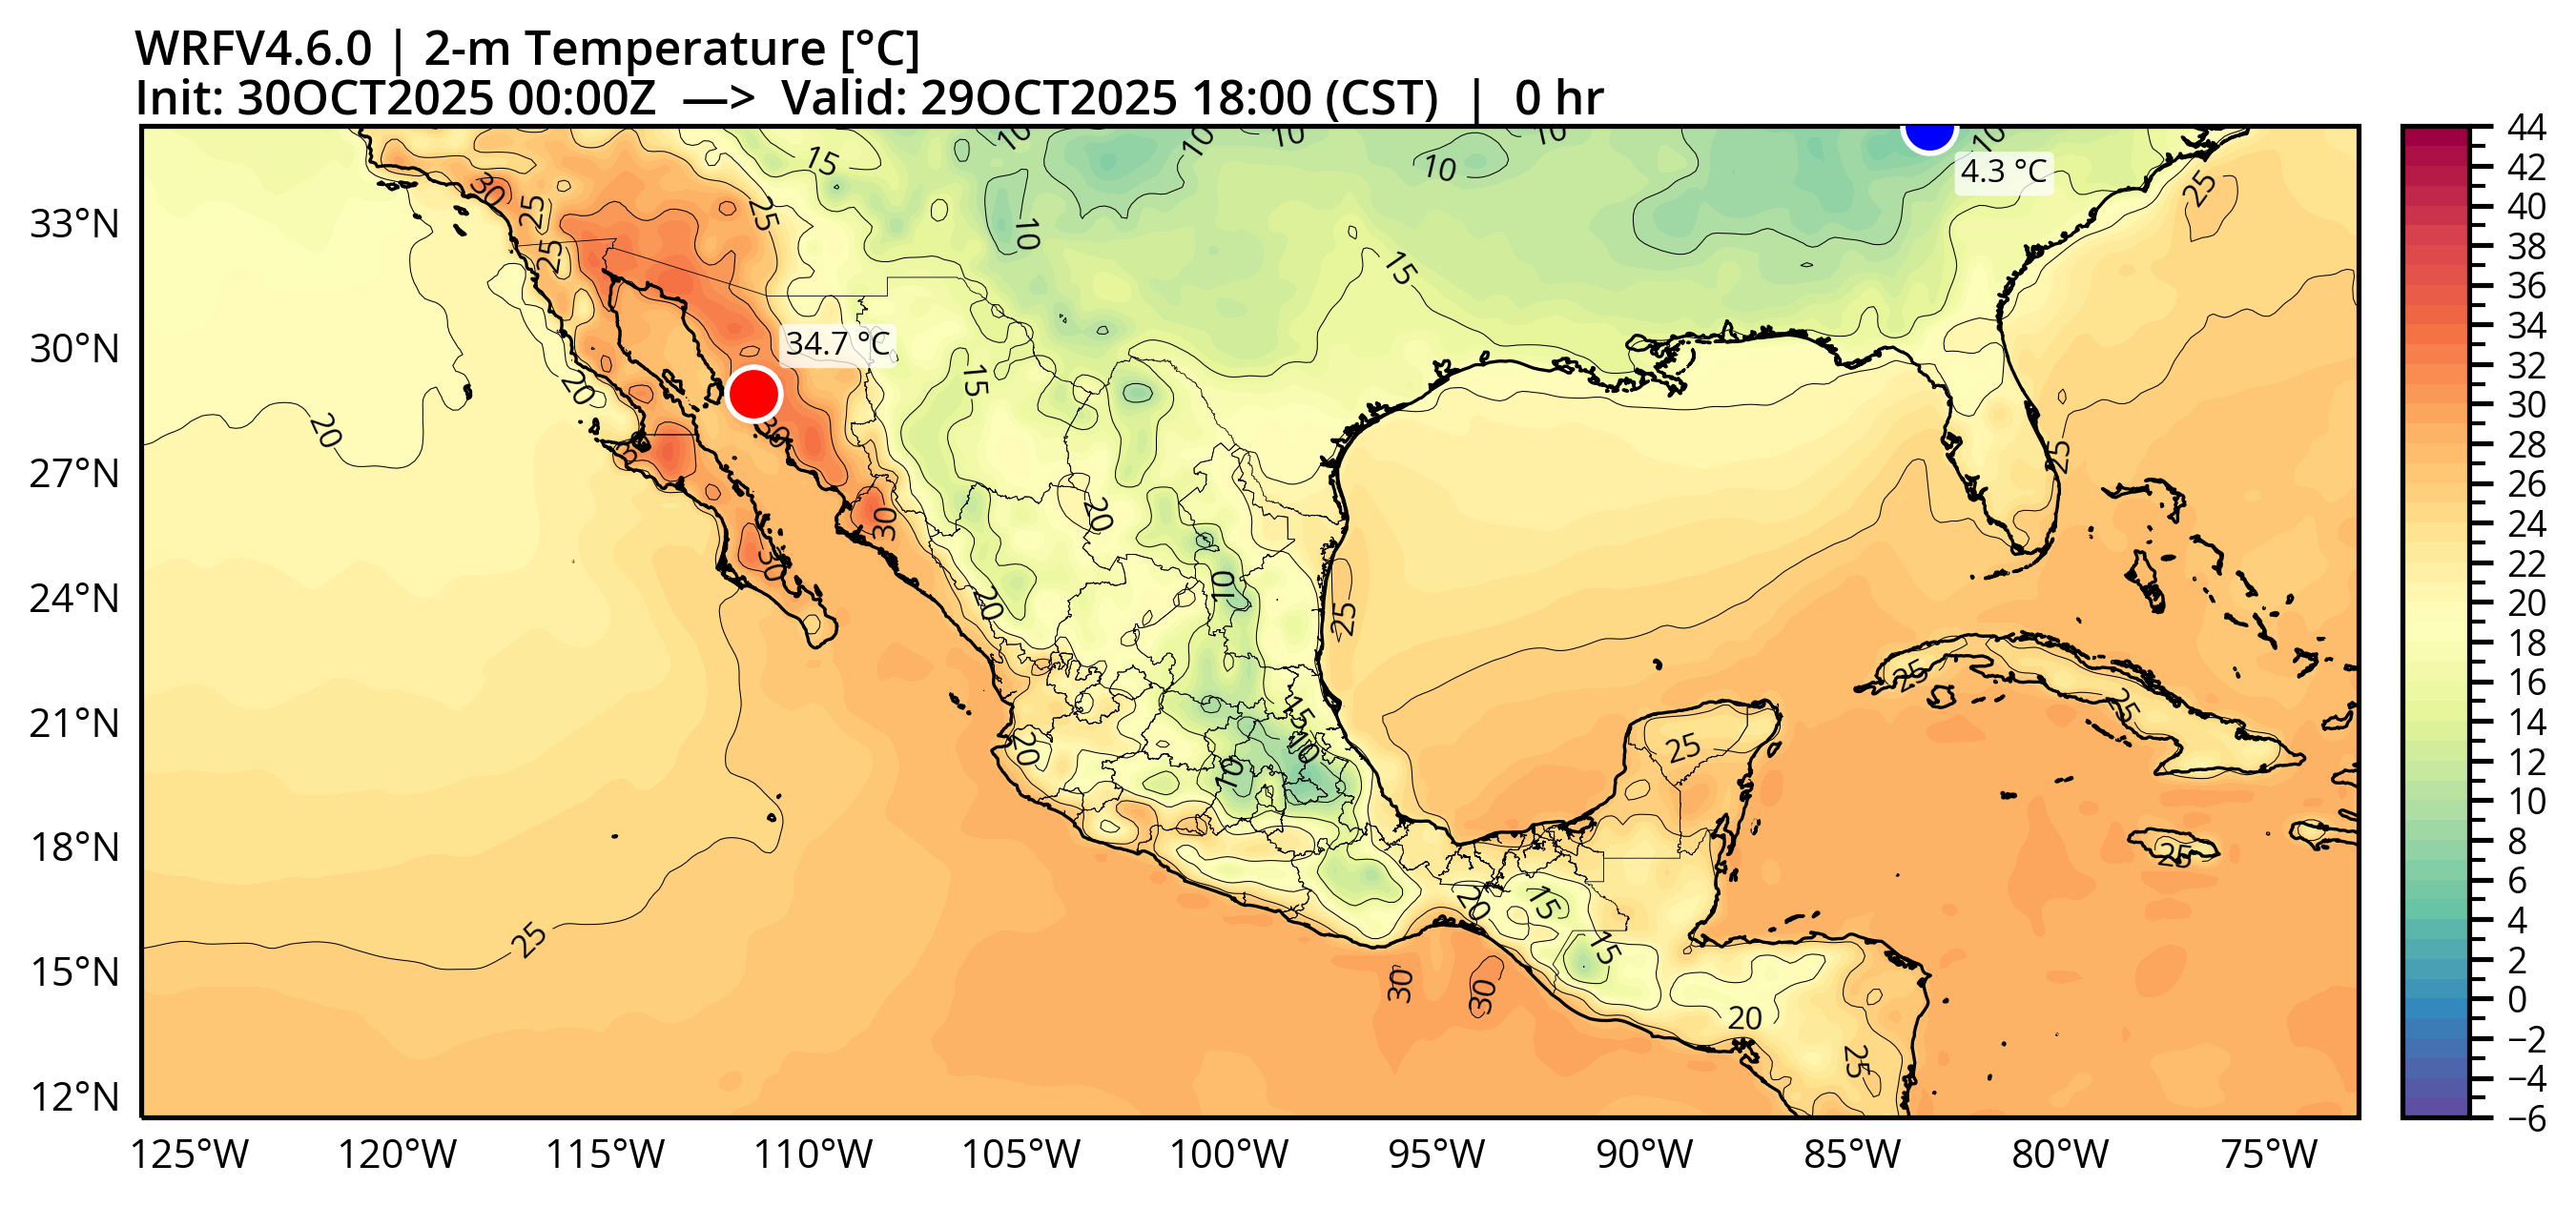 WRFV4.6.0 | 2-m Temperature [°C]
Init: 30OCT2025 00:00Z —> Valid: 29OCT2025 18:00 (CST) | 0 hr
10
10
10
10
10
15
10
4.3 °C
30
25
25
25
10
25
15
34.7 °C
15
20
20
30
30
25
20
30
30
10
20
25
25
15
10
25
20
25
10
25
20
15
25
15
30
30
20
25
33°N
30°N
27°N
24°N
21°N
18°N
15°N
12°N
125°W
120°W
115°W
110°W
105°W
100°W
95°W
90°W
85°W
80°W
75°W
44
42
40
38
36
34
32
30
28
26
24
22
20
18
16
14
12
10
8
6
4
2
0
−2
−4
−6